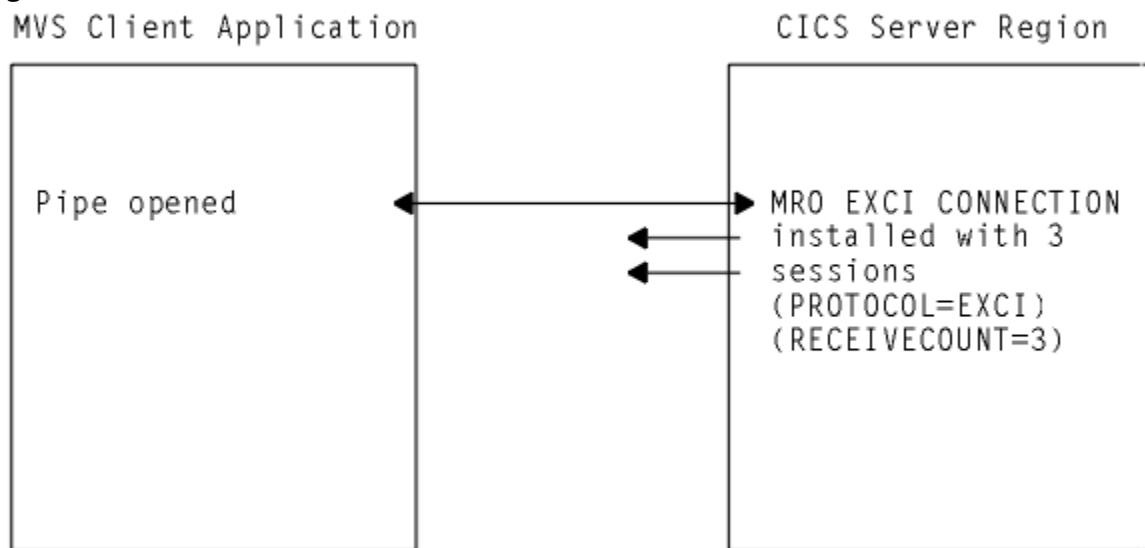 MVS Client Application
CICS Server Region
Pipe opened
MRO EXCI CONNECTION
installed with 3
sessions
(PROTOCOL=EXCI)
(RECEIVECOUNT=3)